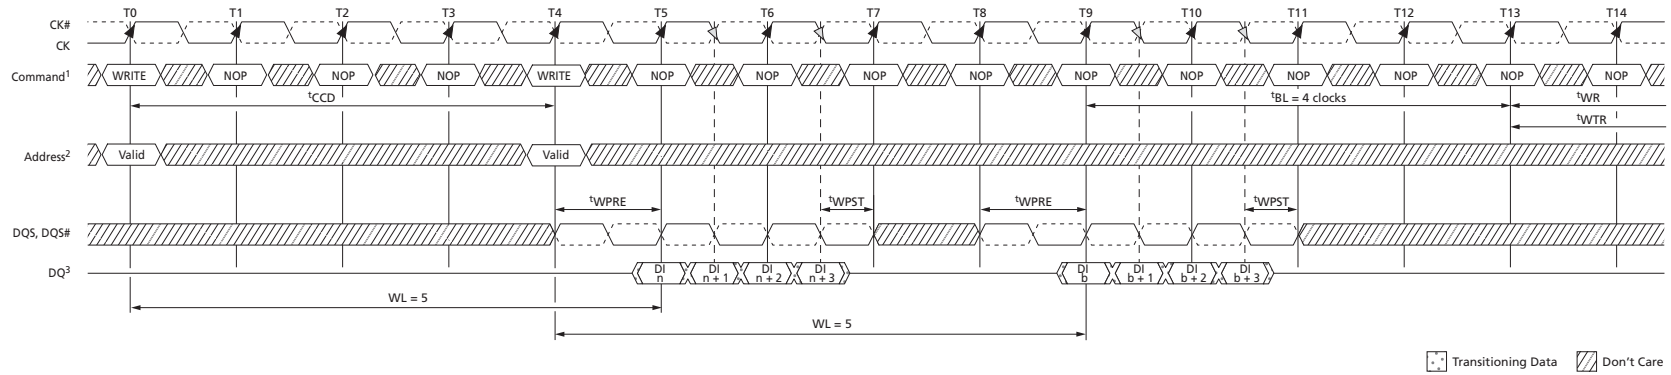 T0 T1 T2 T3 T4 T5 T6 T7 T8 T9 T10 T11 T12 T13 T14
CK#
CK
Command1 WRITE NOP NOP NOP WRITE NOP NOP NOP NOP NOP NOP NOP NOP NOP NOP
tCCD tBL = 4 clocks tWR
tWTR
Address2 Valid Valid
tWPRE tWPST tWPRE tWPST
DQS, DQS#
DQ3 DI n DI n + 1 DI n + 2 DI n + 3 DI b DI b + 1 DI b + 2 DI b + 3
WL = 5
WL = 5
Transitioning Data Don't Care